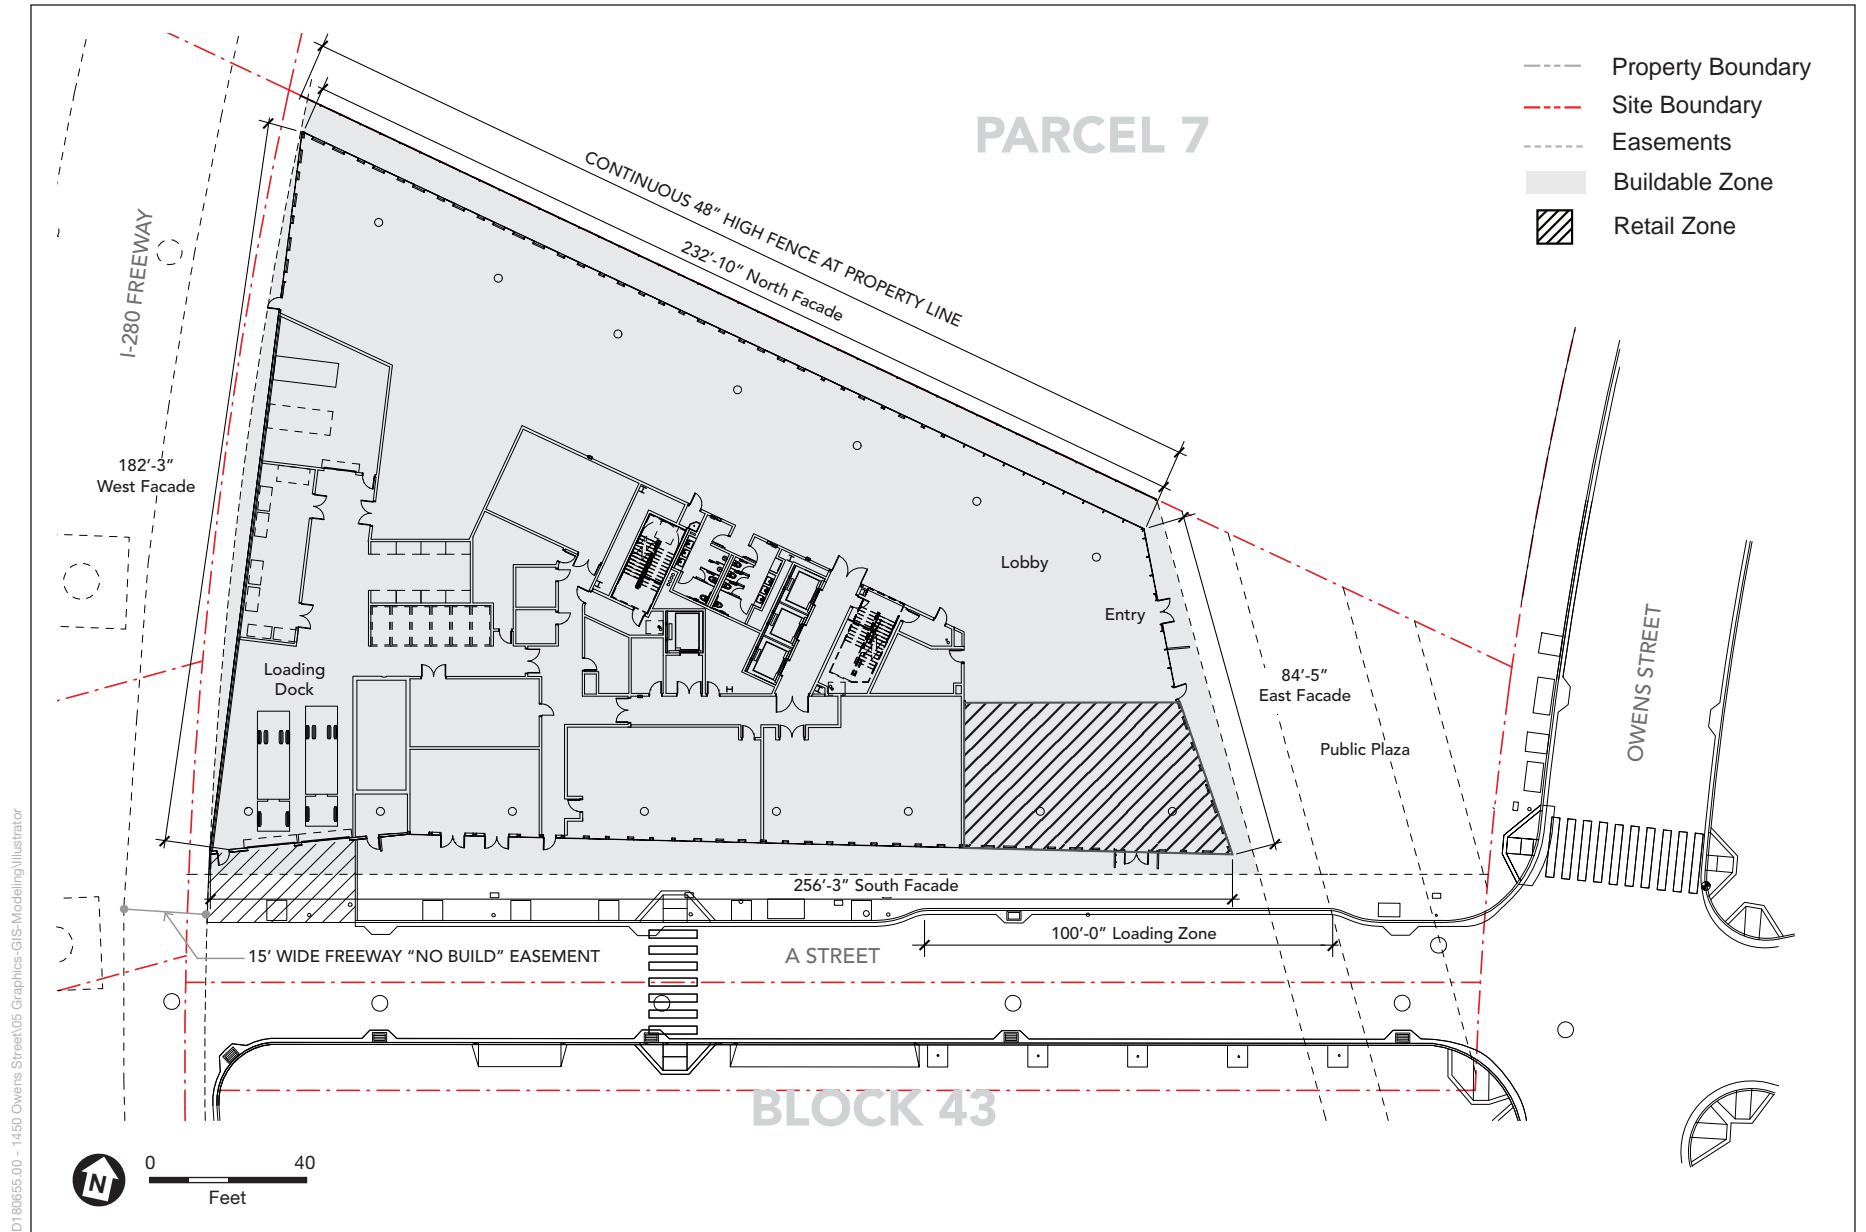 Property Boundary
Site Boundary
Easements
Buildable Zone
Retail Zone
PARCEL 7
CONTINUOUS 48” HIGH FENCE AT PROPERTY LINE
232’-10” North Facade
I-280 FREEWAY
182’-3”
West Facade
Lobby
Entry
OWENS STREET
84’-5”
East Facade
Loading
Dock
Public Plaza
256’-3” South Facade
100’-0” Loading Zone
15’ WIDE FREEWAY “NO BUILD” EASEMENT
A STREET
BLOCK 43
N
0 40
Feet
D180655.00 - 1450 Owens Street\05 Graphics-GIS-Modeling\Illustrator